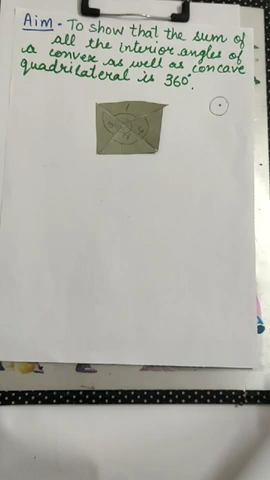 Aim - To show that the sum of
all the interior angles of
a convex as well as concave
quadrilateral is 360°.